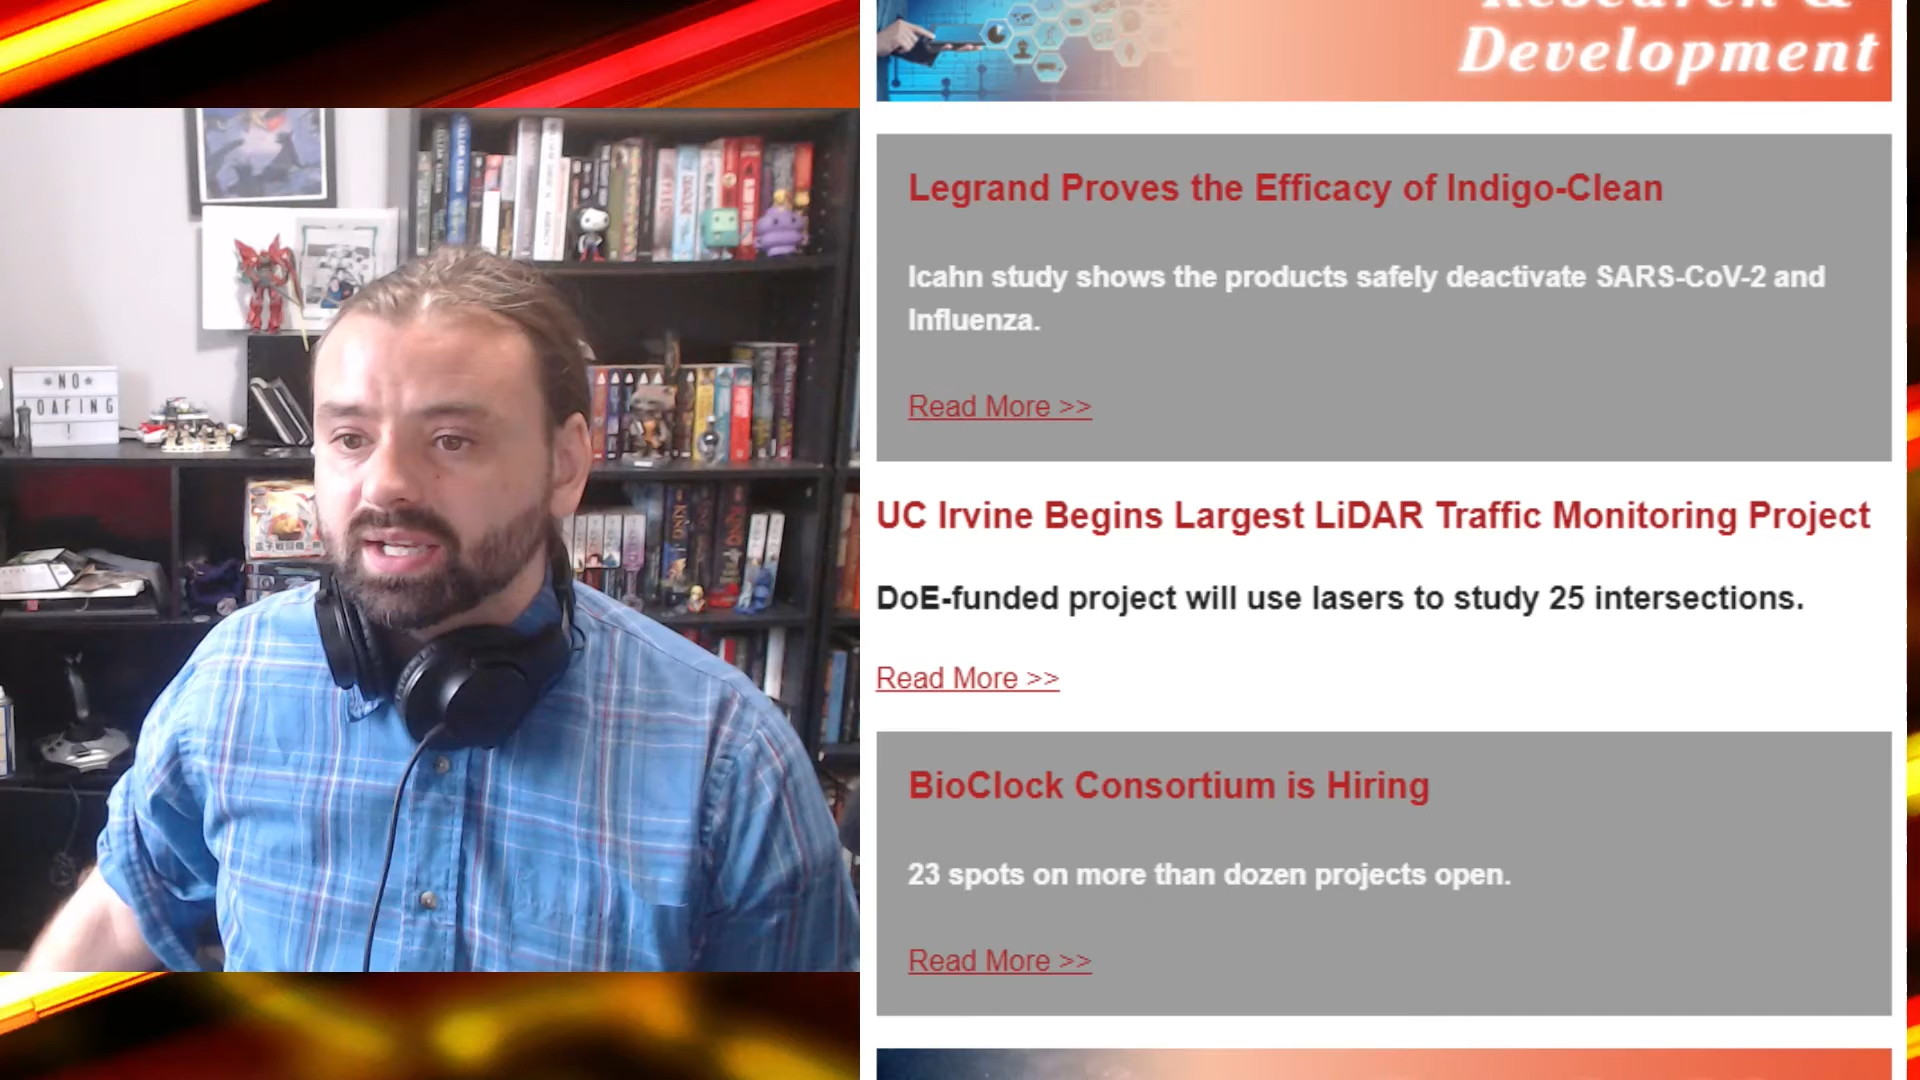 *NO*
LOAFING
!
KING
Research &
Development
Legrand Proves the Efficacy of Indigo-Clean
Icahn study shows the products safely deactivate SARS-CoV-2 and
Influenza.
Read More >>
UC Irvine Begins Largest LiDAR Traffic Monitoring Project
DoE-funded project will use lasers to study 25 intersections.
Read More >>
BioClock Consortium is Hiring
23 spots on more than dozen projects open.
Read More >>